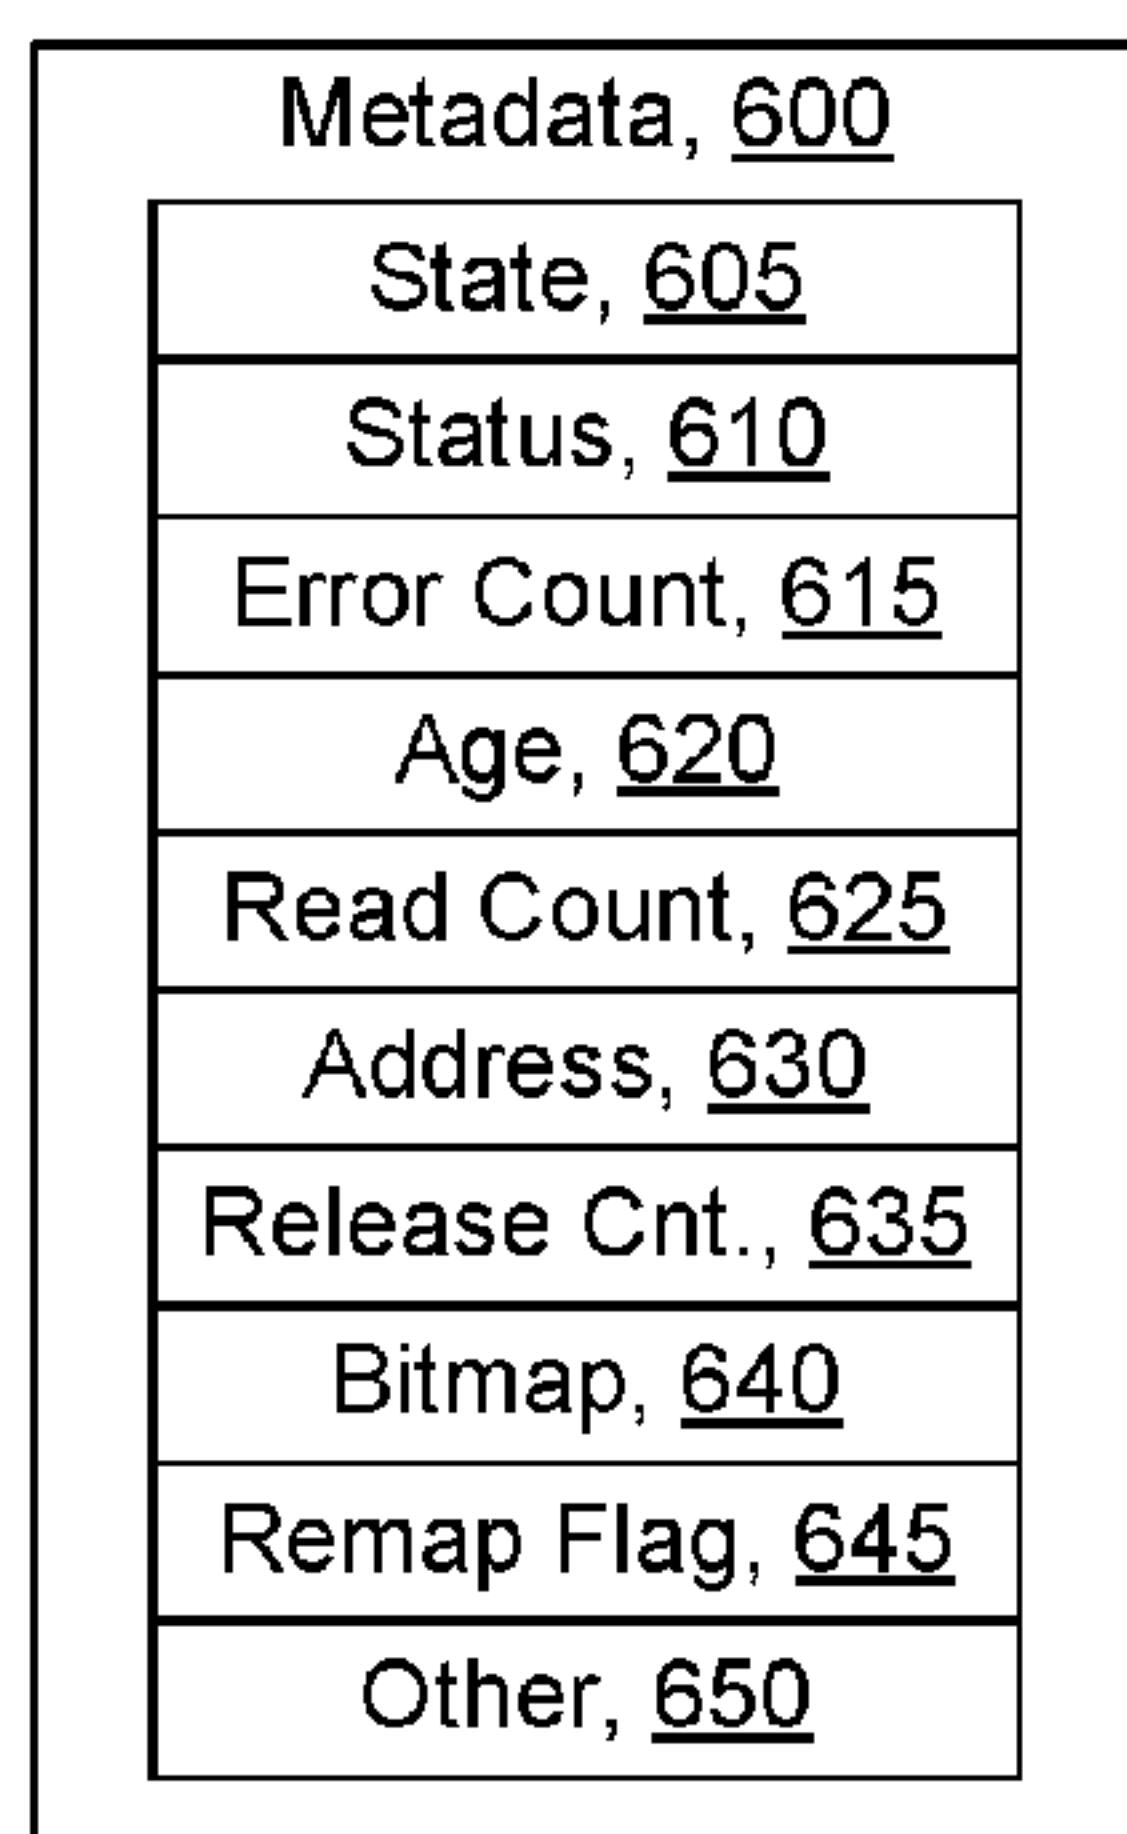 Metadata, 600
State, 605
Status, 610
Error Count, 615
Age, 620
Read Count, 625
Address, 630
Release Cnt., 635
Bitmap, 640
Remap Flag, 645
Other, 650